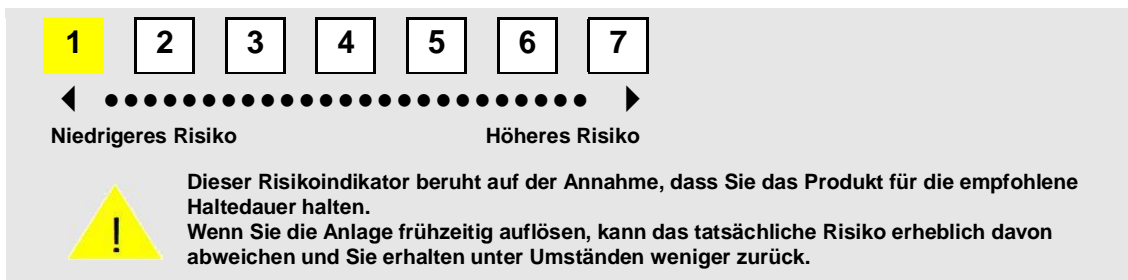 1 2 3 4 5 6 7
Niedrigeres Risiko Höheres Risiko
Dieser Risikoindikator beruht auf der Annahme, dass Sie das Produkt für die empfohlene
Haltedauer halten.
!
Wenn Sie die Anlage frühzeitig auflösen, kann das tatsächliche Risiko erheblich davon
abweichen und Sie erhalten unter Umständen weniger zurück.